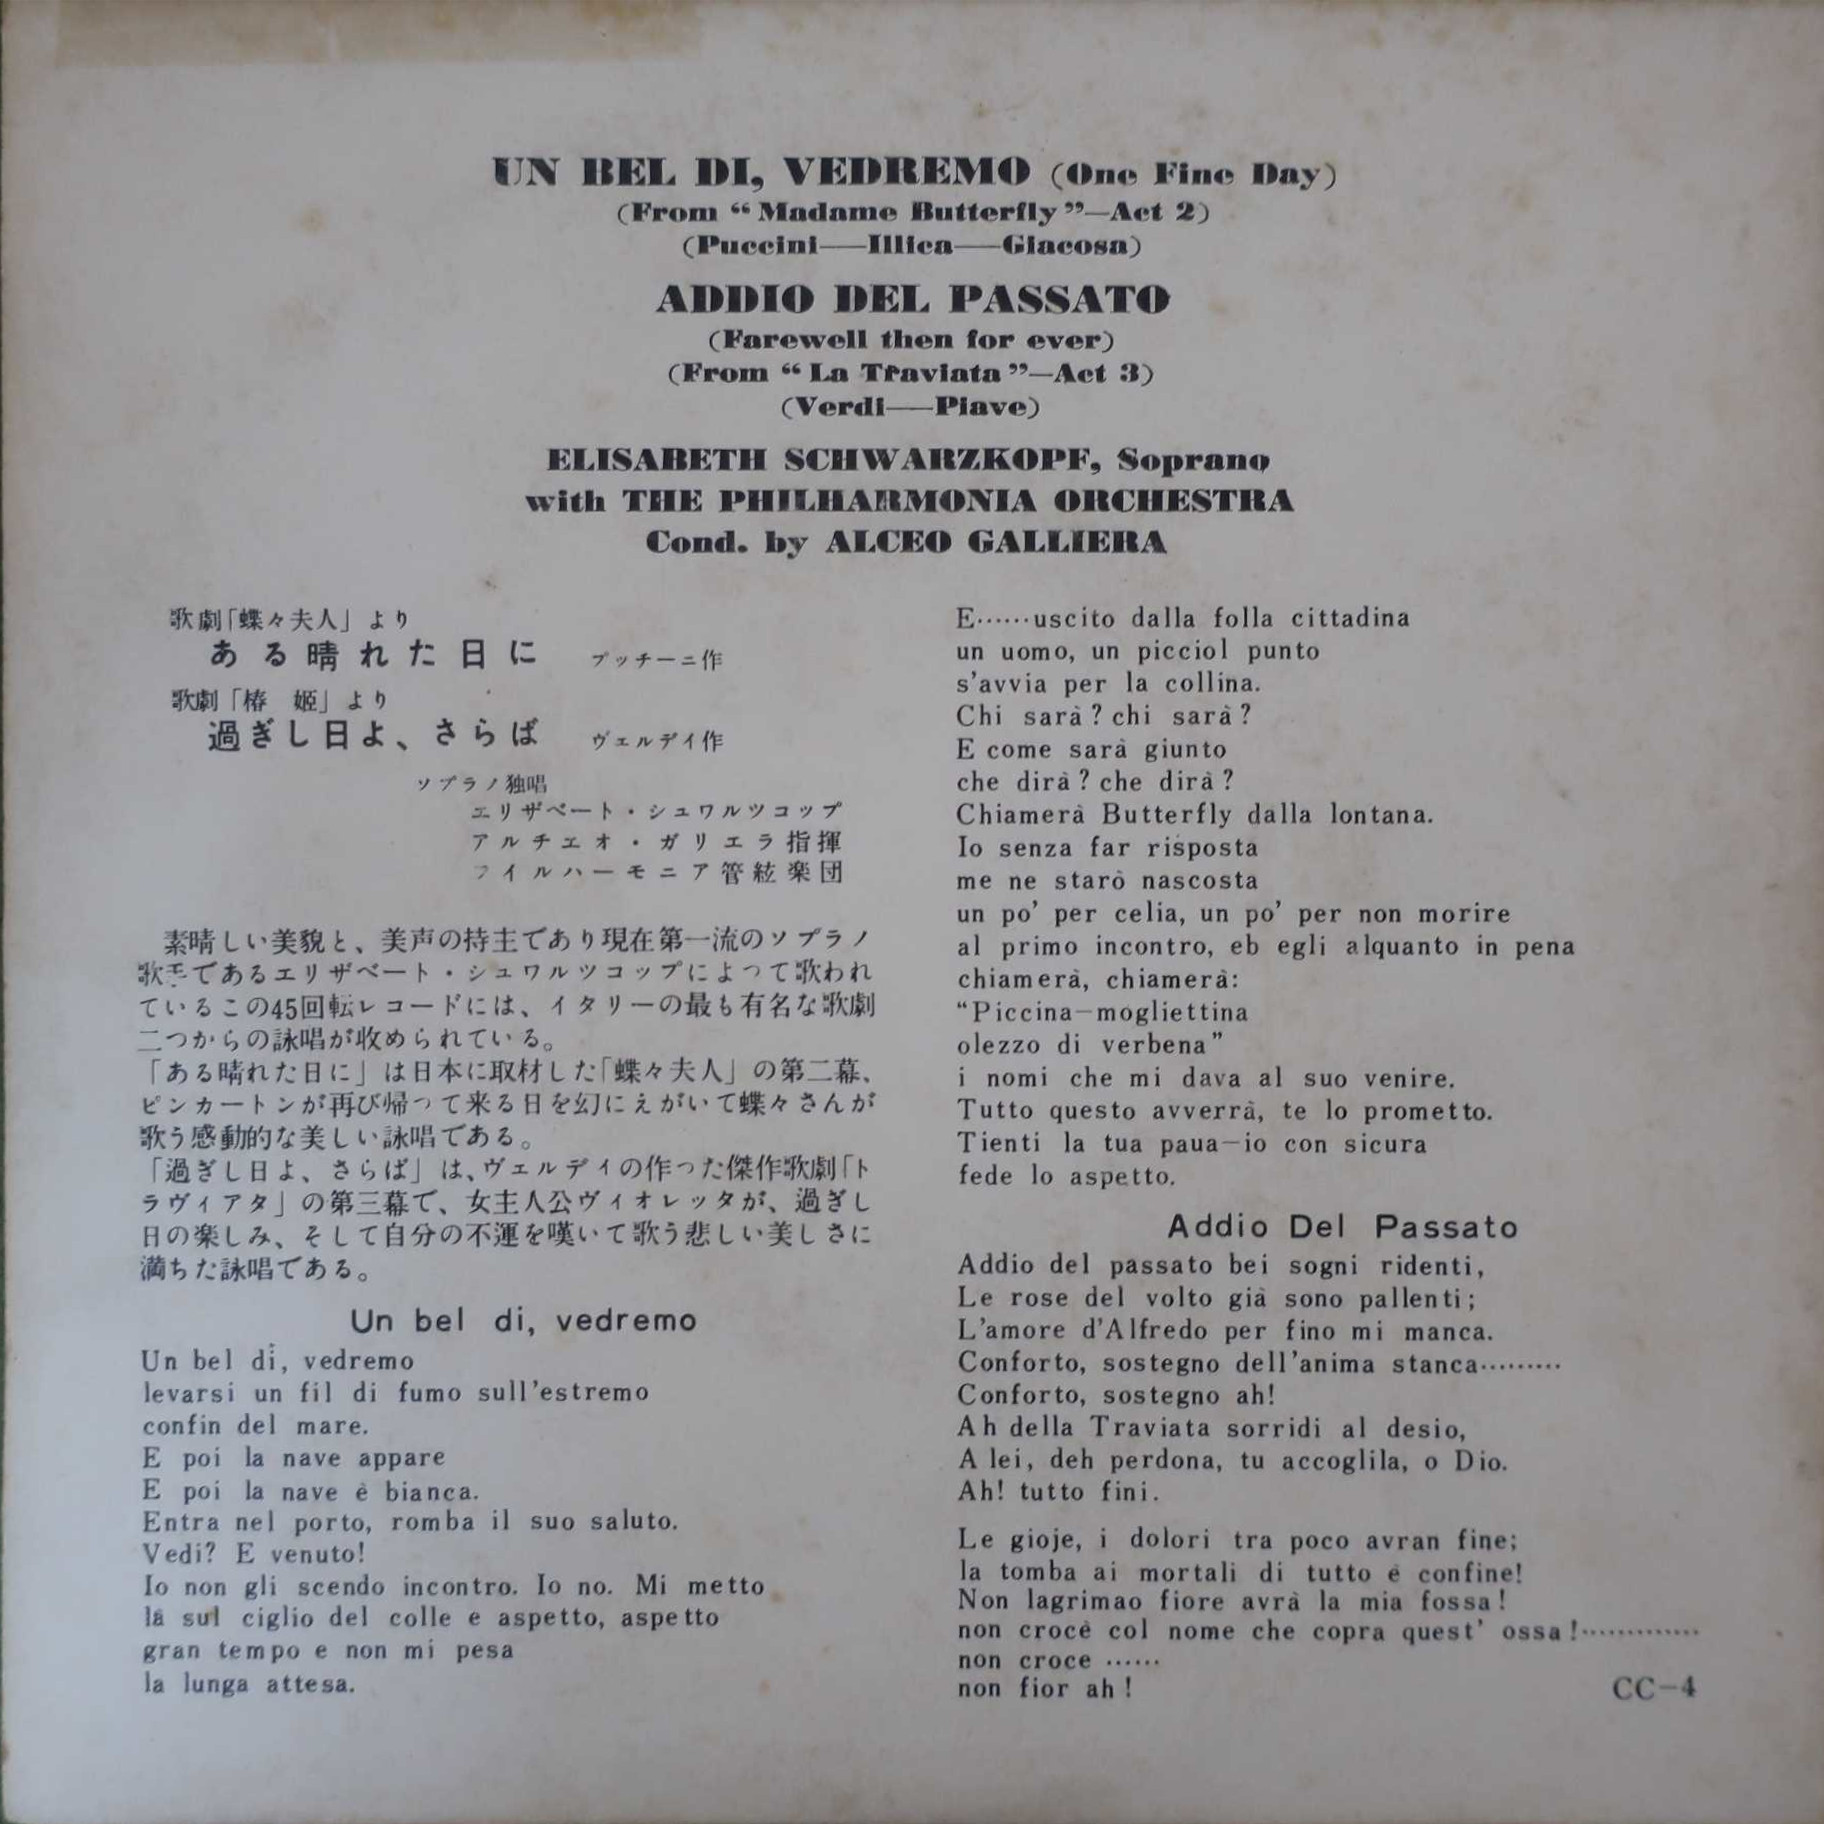 UN BEL DI, VEDREMO (One Fine Day)
(From “Madame Butterfly”—Act 2)
(Puccini——Illica——Giacosa)
ADDIO DEL PASSATO
(Farewell then for ever)
(From “La Traviata”—Act 3)
(Verdi——Piave)
ELISABETH SCHWARZKOPF, Soprano
with THE PHILHARMONIA ORCHESTRA
Cond. by ALCEO GALLIERA
歌劇「蝶々夫人」より
ある晴れた日に プッチーニ作
歌劇「椿 姫」より
過ぎし日よ、さらば ヴェルデイ作
ソプラノ独唱
エリザベート・シュワルツコップ
アルチエオ・ガリエラ指揮
フイルハーモニア管絃楽団
素晴しい美貌と、美声の持主であり現在第一流のソプラノ
歌手であるエリザベート・シュワルツコップによって歌われ
ているこの45回転レコードには、イタリーの最も有名な歌劇
二つからの詠唱が收められている。
「ある晴れた日に」は日本に取材した「蝶々夫人」の第二幕、
ピンカートンが再び帰って来る日を幻にえがいて蝶々さんが
歌う感動的な美しい詠唱である。
「過ぎし日よ、さらば」は、ヴェルデイの作った傑作歌劇「ト
ラヴィアタ」の第三幕で、女主人公ヴィオレッタが、過ぎし
日の楽しみ、そして自分の不運を嘆いて歌う悲しい美しさに
満ちた詠唱である。
Un bel di, vedremo
Un bel dì, vedremo
levarsi un fil di fumo sull'estremo
confin del mare.
E poi la nave appare
E poi la nave è bianca.
Entra nel porto, romba il suo saluto.
Vedi? E venuto!
Io non gli scendo incontro. Io no. Mi metto
là sul ciglio del colle e aspetto, aspetto
gran tempo e non mi pesa
la lunga attesa.
E……uscito dalla folla cittadina
un uomo, un picciol punto
s'avvia per la collina.
Chi sarà? chi sarà?
E come sarà giunto
che dirà? che dirà?
Chiamerà Butterfly dalla lontana.
Io senza far risposta
me ne starò nascosta
un po' per celia, un po' per non morire
al primo incontro, eb egli alquanto in pena
chiamerà, chiamerà:
“Piccina—mogliettina
olezzo di verbena”
i nomi che mi dava al suo venire.
Tutto questo avverrà, te lo prometto.
Tienti la tua paua—io con sicura
fede lo aspetto.
Addio Del Passato
Addio del passato bei sogni ridenti,
Le rose del volto già sono pallenti;
L'amore d'Alfredo per fino mi manca.
Conforto, sostegno dell'anima stanca………
Conforto, sostegno ah!
Ah della Traviata sorridi al desio,
A lei, deh perdona, tu accoglila, o Dio.
Ah! tutto fini.
Le gioje, i dolori tra poco avran fine;
la tomba ai mortali di tutto è confine!
Non lagrimao fiore avrà la mia fossa!
non crocè col nome che copra quest' ossa!…………
non croce ……
non fior ah!
CC—4